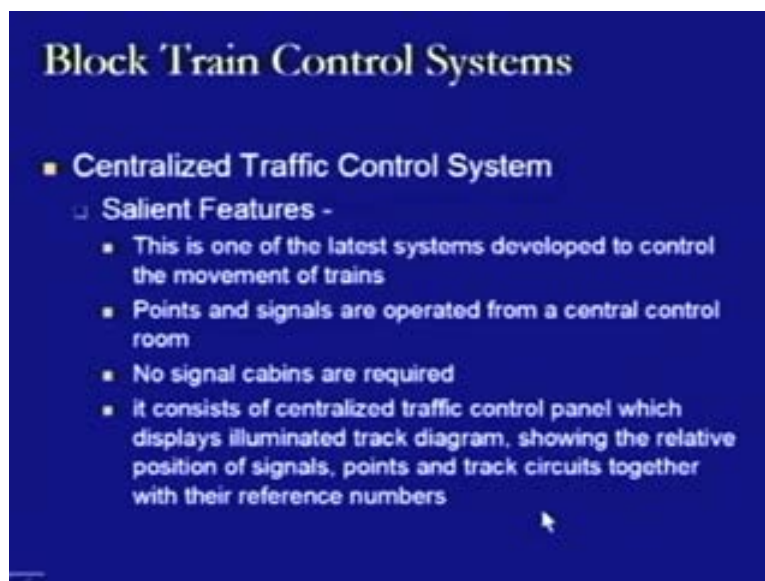 Block Train Control Systems
Centralized Traffic Control System
Salient Features -
This is one of the latest systems developed to control
the movement of trains
Points and signals are operated from a central control
room
No signal cabins are required
it consists of centralized traffic control panel which
displays illuminated track diagram, showing the relative
position of signals, points and track circuits together
with their reference numbers